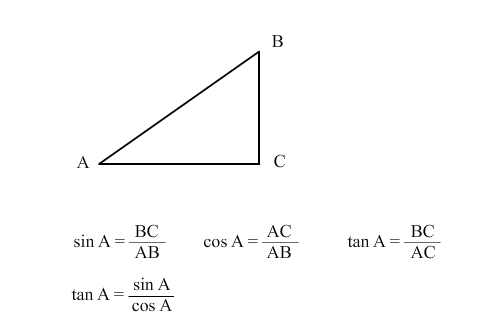 B
A
C
sin A = BC/AB cos A = AC/AB tan A = BC/AC
tan A = sin A/cos A